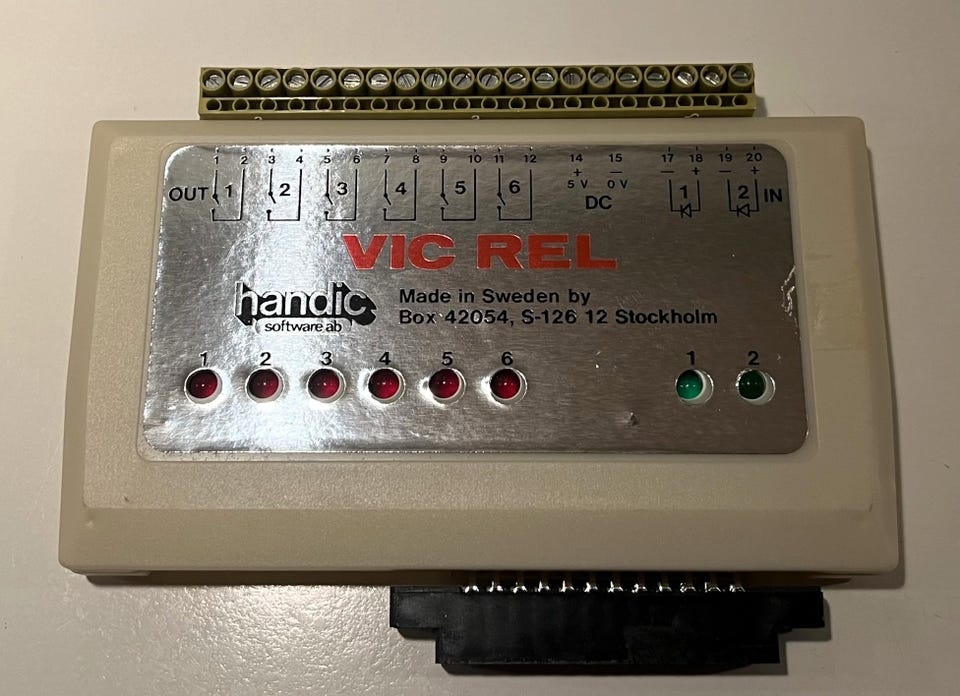 1 2 3 4 5 6 7 8 9 10 11 12 14 15 17 18 19 20
+ − − + − +
5 V 0 V
OUT 1 2 3 4 5 6 DC 1 2 IN
VIC REL
handic
software ab
Made in Sweden by
Box 42054, S-126 12 Stockholm
1 2 3 4 5 6 1 2